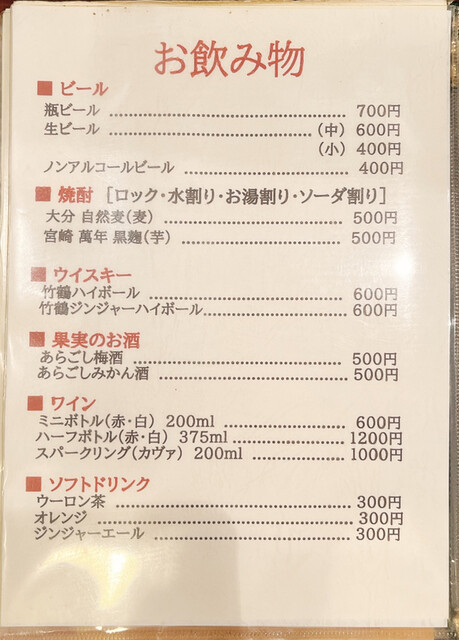 お飲み物
■ ビール
瓶ビール ........................................ 700円
生ビール ........................................ (中) 600円
(小) 400円
ノンアルコールビール ........................................ 400円
■ 焼酎 [ロック・水割り・お湯割り・ソーダ割り]
大分 自然麦(麦) ........................................ 500円
宮崎 萬年 黒麹(芋) ........................................ 500円
■ ウイスキー
竹鶴ハイボール ........................................ 600円
竹鶴ジンジャーハイボール ........................................ 600円
■ 果実のお酒
あらごし梅酒 ........................................ 500円
あらごしみかん酒 ........................................ 500円
■ ワイン
ミニボトル(赤・白) 200ml ........................................ 600円
ハーフボトル(赤・白) 375ml ........................................ 1200円
スパークリング(カヴァ) 200ml ........................................ 1000円
■ ソフトドリンク
ウーロン茶 ........................................ 300円
オレンジ ........................................ 300円
ジンジャーエール ........................................ 300円